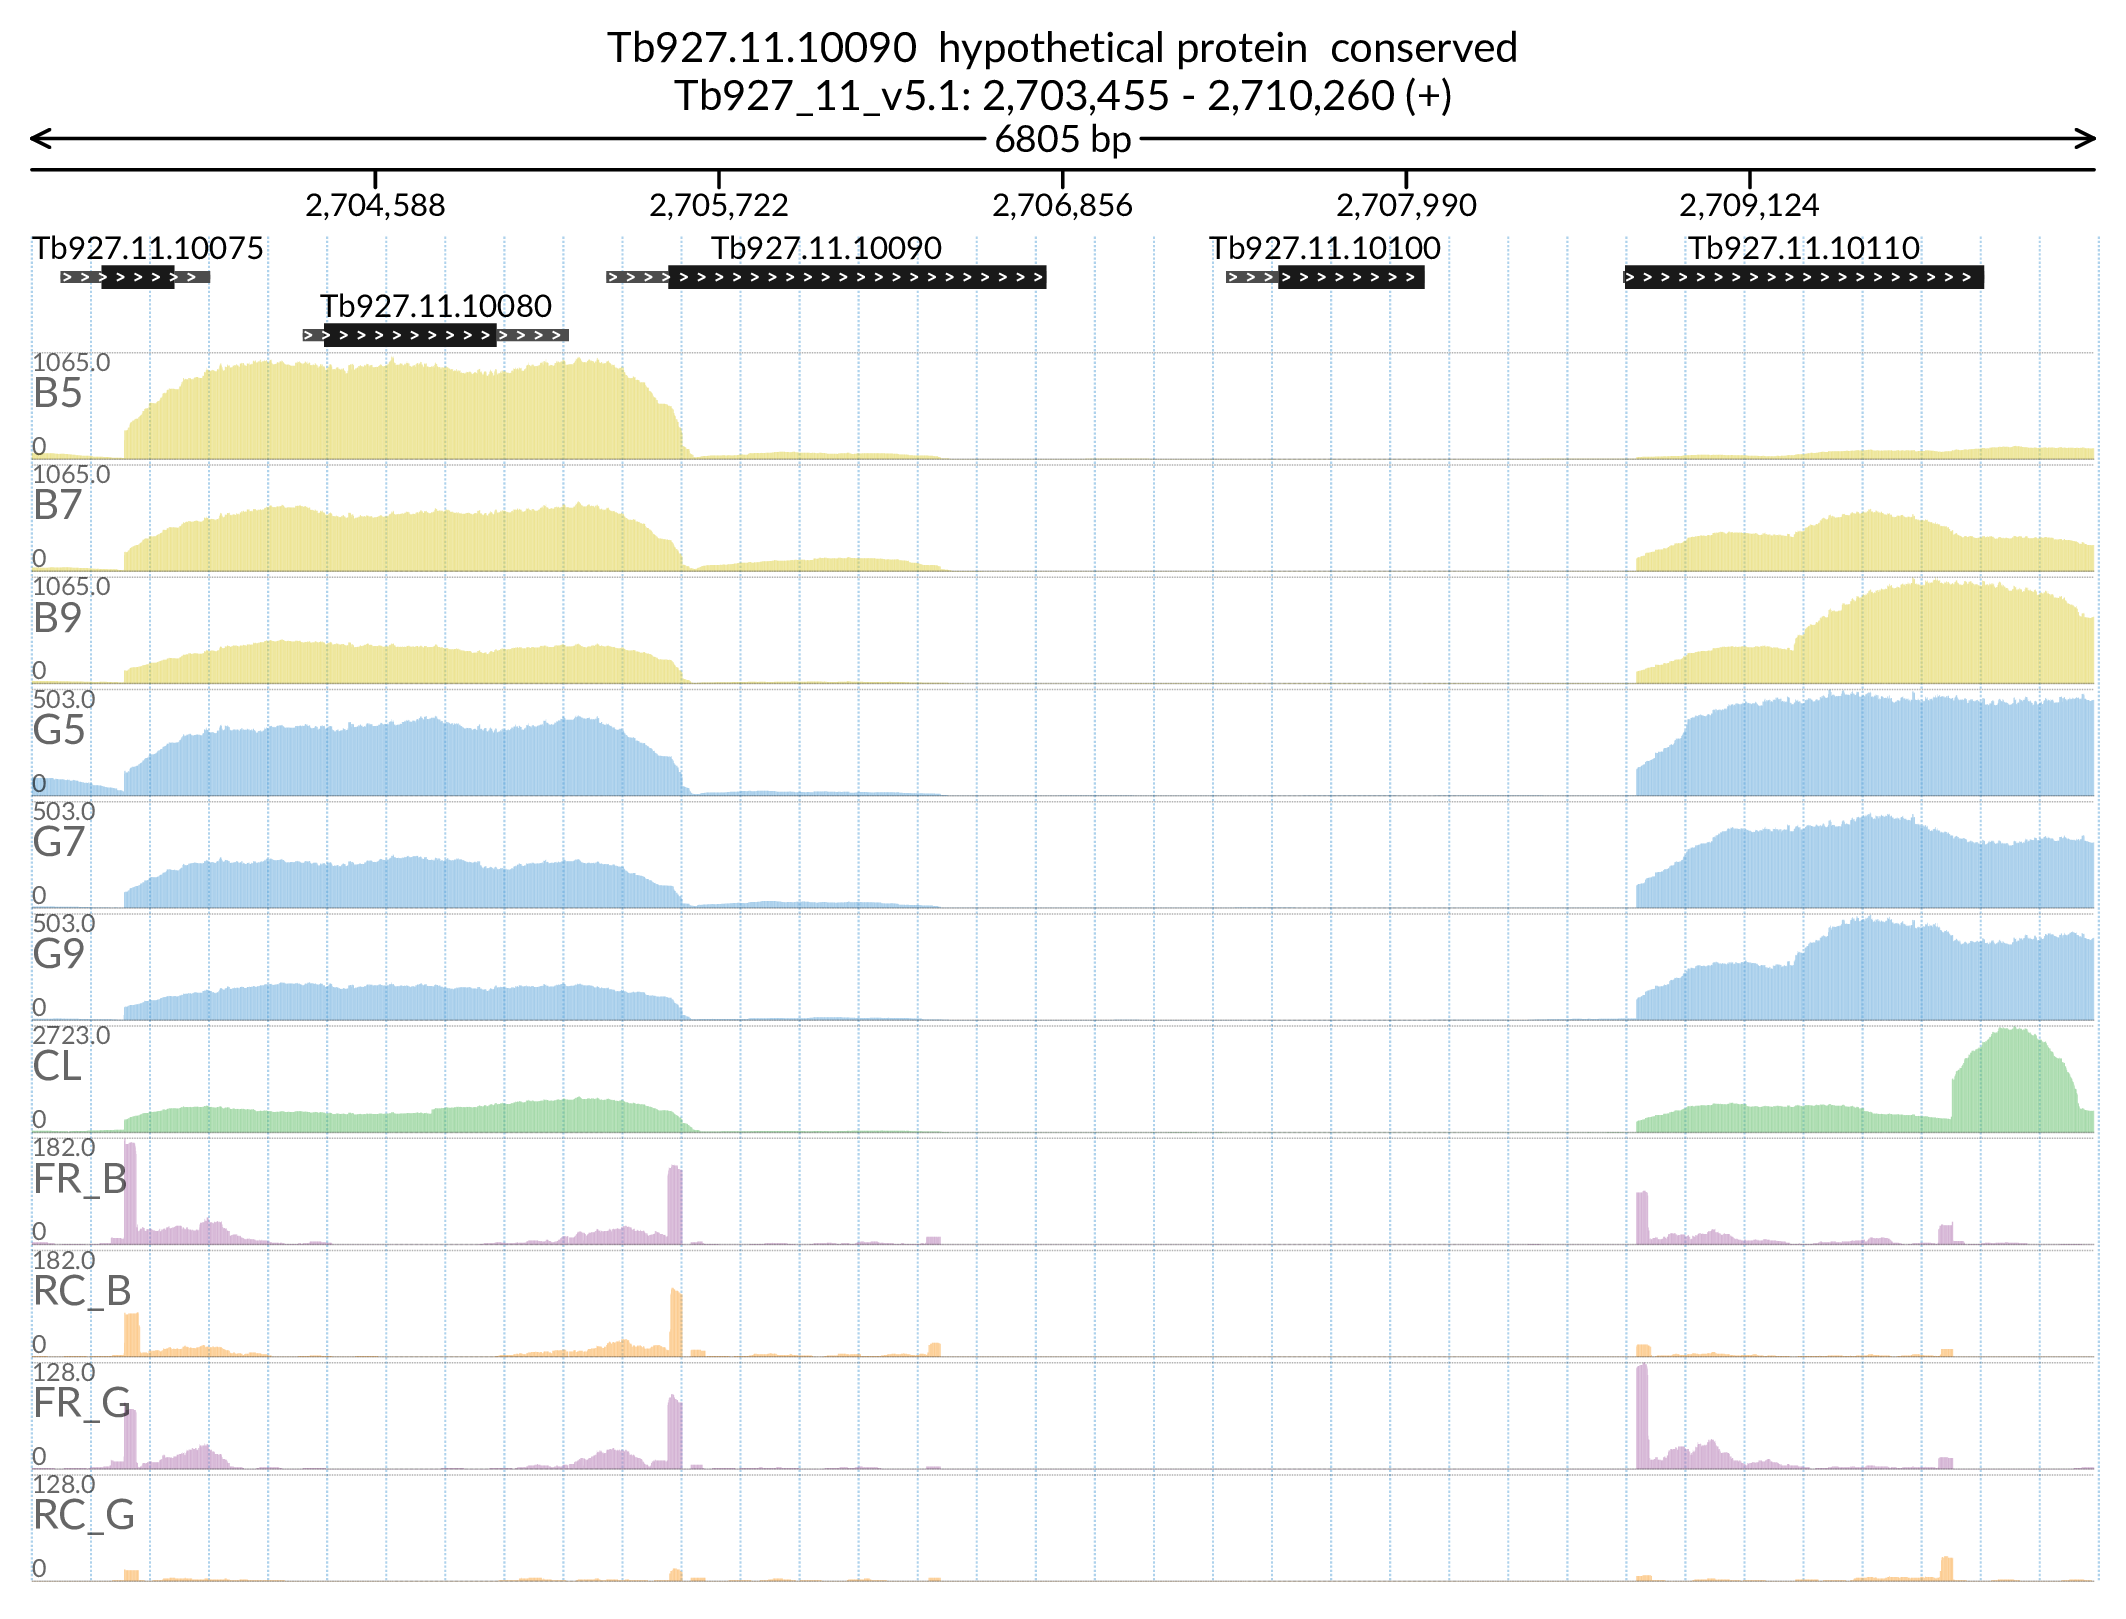 Tb927.11.10090 hypothetical protein conserved
Tb927_11_v5.1: 2,703,455 - 2,710,260 (+)
6805 bp
2,704,588 2,705,722 2,706,856 2,707,990 2,709,124
Tb927.11.10075 Tb927.11.10090 Tb927.11.10100 Tb927.11.10110
Tb927.11.10080
1065.0
B5
0
1065.0
B7
0
1065.0
B9
0
503.0
G5
0
503.0
G7
0
503.0
G9
0
2723.0
CL
0
182.0
FR_B
0
182.0
RC_B
0
128.0
FR_G
0
128.0
RC_G
0